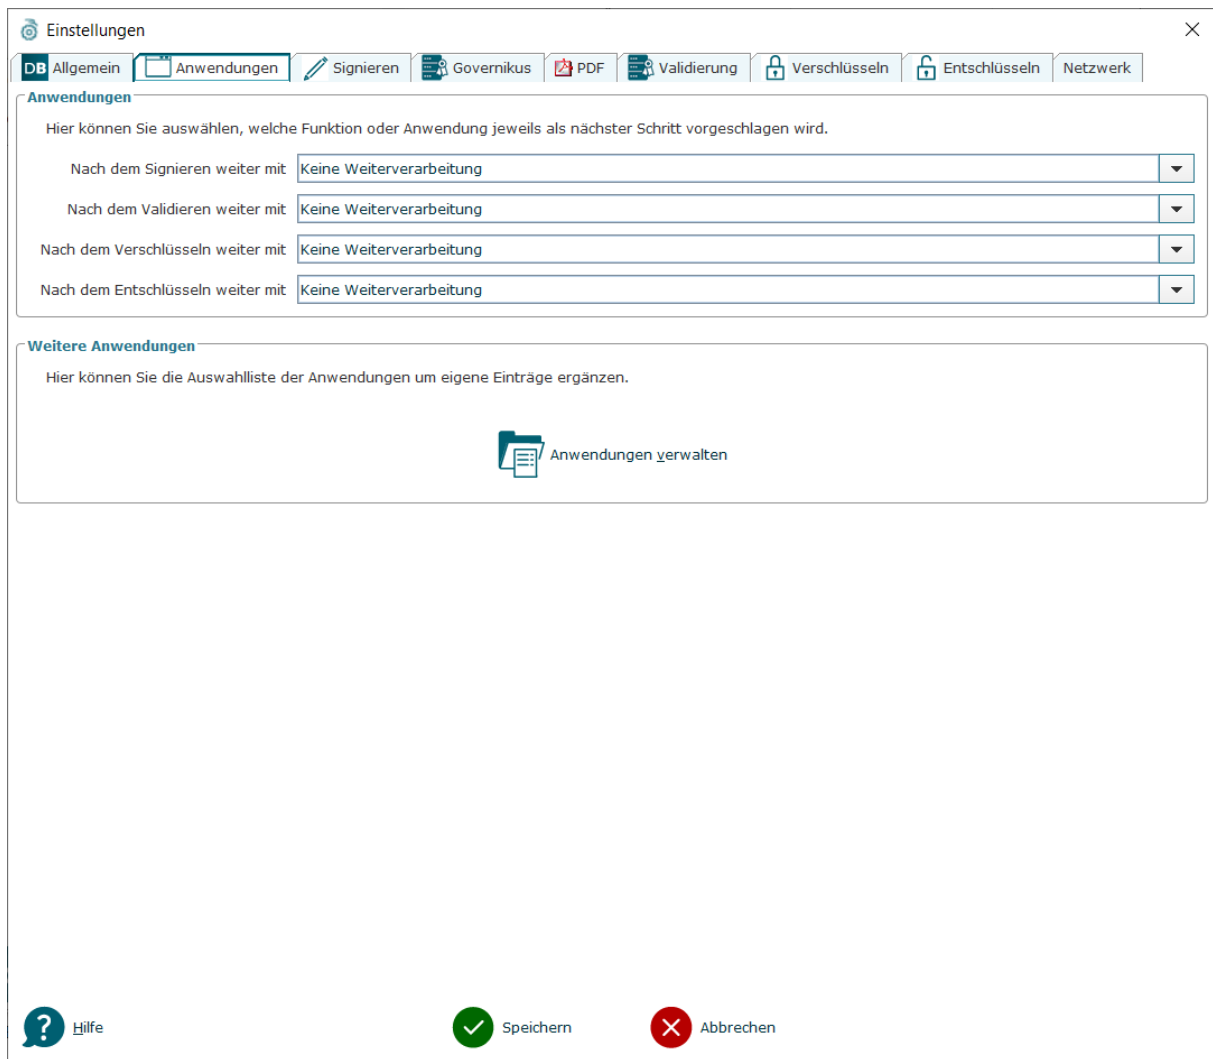 Einstellungen
DB Allgemein Anwendungen Signieren Governikus PDF Validierung Verschlüsseln Entschlüsseln Netzwerk
Anwendungen
Hier können Sie auswählen, welche Funktion oder Anwendung jeweils als nächster Schritt vorgeschlagen wird.
Nach dem Signieren weiter mit Keine Weiterverarbeitung
Nach dem Validieren weiter mit Keine Weiterverarbeitung
Nach dem Verschlüsseln weiter mit Keine Weiterverarbeitung
Nach dem Entschlüsseln weiter mit Keine Weiterverarbeitung
Weitere Anwendungen
Hier können Sie die Auswahlliste der Anwendungen um eigene Einträge ergänzen.
Anwendungen verwalten
? Hilfe Speichern Abbrechen